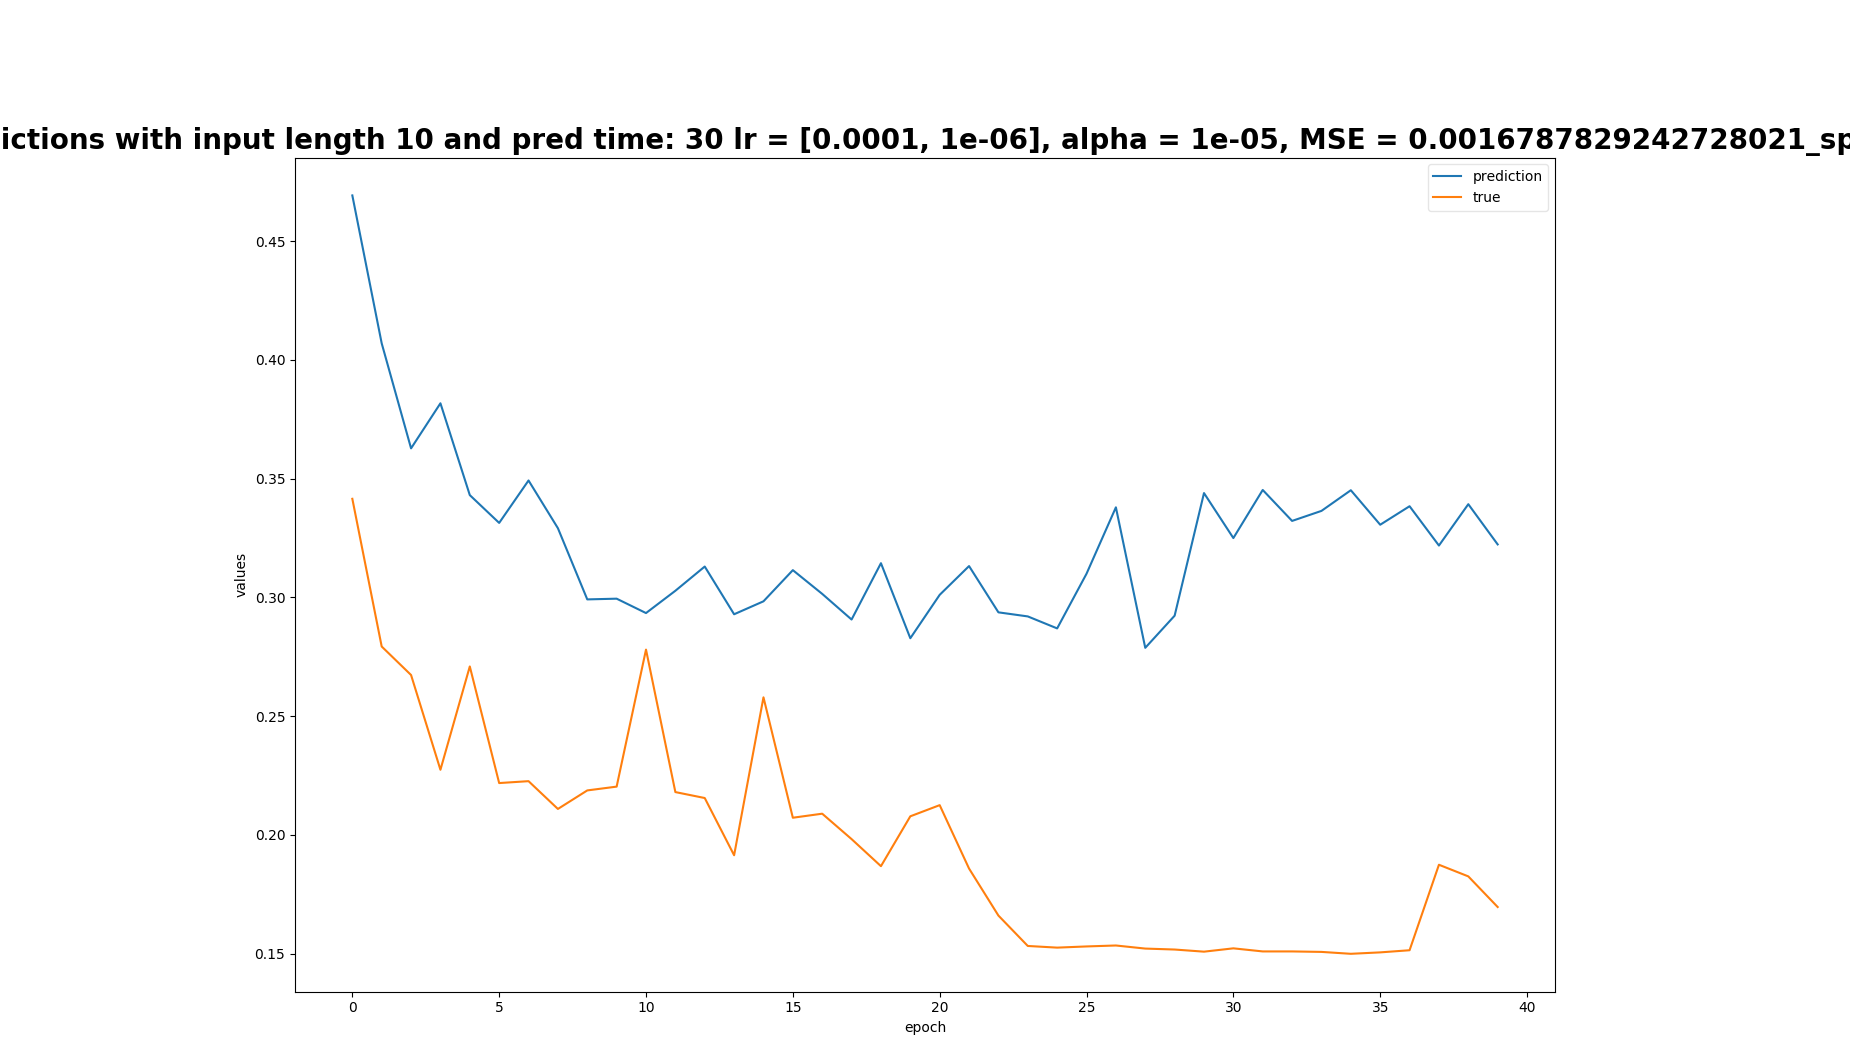 ictions with input length 10 and pred time: 30 lr = [0.0001, 1e-06], alpha = 1e-05, MSE = 0.0016787829242728021_sp
prediction
true
0.45
0.40
0.35
0.30
0.25
0.20
0.15
values
0 5 10 15 20 25 30 35 40
epoch